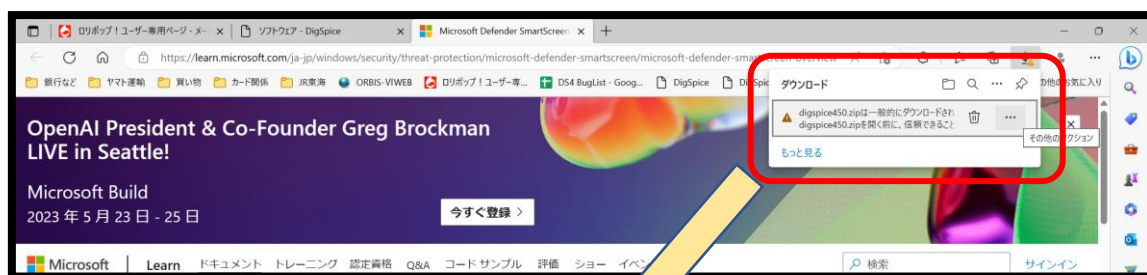 ロリポップ！ユーザー専用ページ - メー
ソフトウェア - DigSpice
Microsoft Defender SmartScreen
https://learn.microsoft.com/ja-jp/windows/security/threat-protection/microsoft-defender-smartscreen/microsoft-defender-smartscreen-overview
銀行など
ヤマト運輸
買い物
カード関係
JR東海
ORBIS-VIWEB
ロリポップ！ユーザー専...
DS4 BugList - Goog...
DigSpice
の他のお気に入り
ダウンロード
digspice450.zipは一般的にダウンロードされ
digspice450.zipを開く前に、信頼できること
もっと見る
その他のアクション
OpenAI President & Co-Founder Greg Brockman
LIVE in Seattle!
Microsoft Build
2023 年 5 月 23 日 - 25 日
今すぐ登録 >
Microsoft
Learn
ドキュメント
トレーニング
認定資格
Q&A
コード サンプル
評価
ショー
検索
サインイン